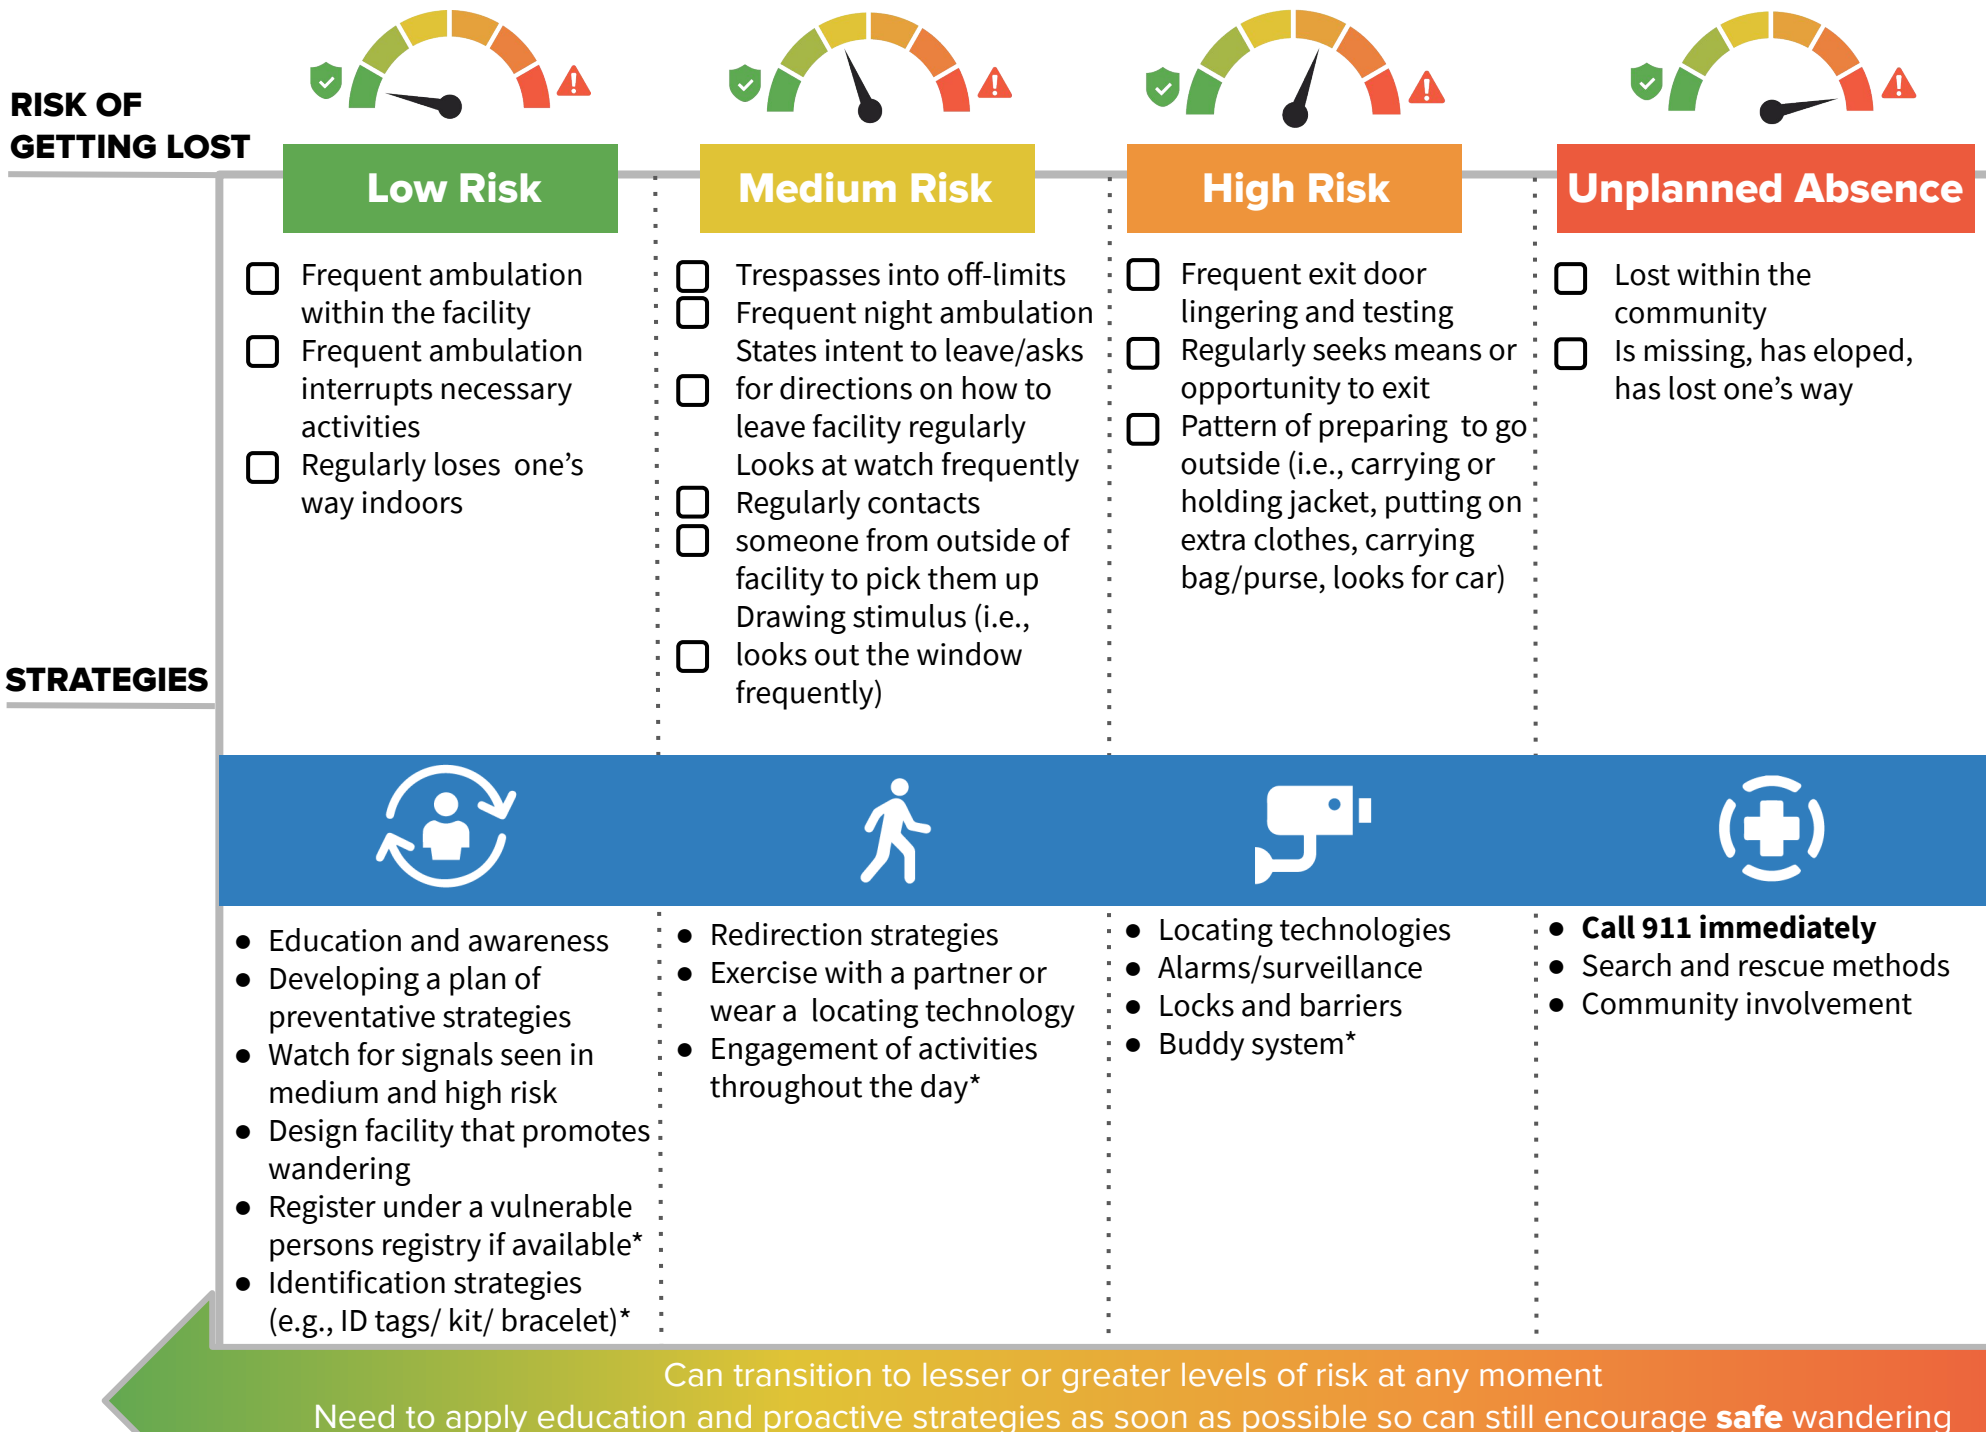 RISK OF
GETTING LOST
Low Risk
Frequent ambulation
within the facility
Frequent ambulation
interrupts necessary
activities
Regularly loses one's
way indoors
Medium Risk
Trespasses into off-limits
Frequent night ambulation
States intent to leave/asks
for directions on how to
leave facility regularly
Looks at watch frequently
Regularly contacts
someone from outside of
facility to pick them up
Drawing stimulus (i.e.,
looks out the window
frequently)
High Risk
Frequent exit door
lingering and testing
Regularly seeks means or
opportunity to exit
Pattern of preparing to go
outside (i.e., carrying or
holding jacket, putting on
extra clothes, carrying
bag/purse, looks for car)
Unplanned Absence
Lost within the
community
Is missing, has eloped,
has lost one's way
STRATEGIES
● Education and awareness
● Developing a plan of
preventative strategies
● Watch for signals seen in
medium and high risk
● Design facility that promotes
wandering
● Register under a vulnerable
persons registry if available*
● Identification strategies
(e.g., ID tags/ kit/ bracelet)*
● Redirection strategies
● Exercise with a partner or
wear a locating technology
● Engagement of activities
throughout the day*
● Locating technologies
● Alarms/surveillance
● Locks and barriers
● Buddy system*
● Call 911 immediately
● Search and rescue methods
● Community involvement
Can transition to lesser or greater levels of risk at any moment
Need to apply education and proactive strategies as soon as possible so can still encourage safe wandering